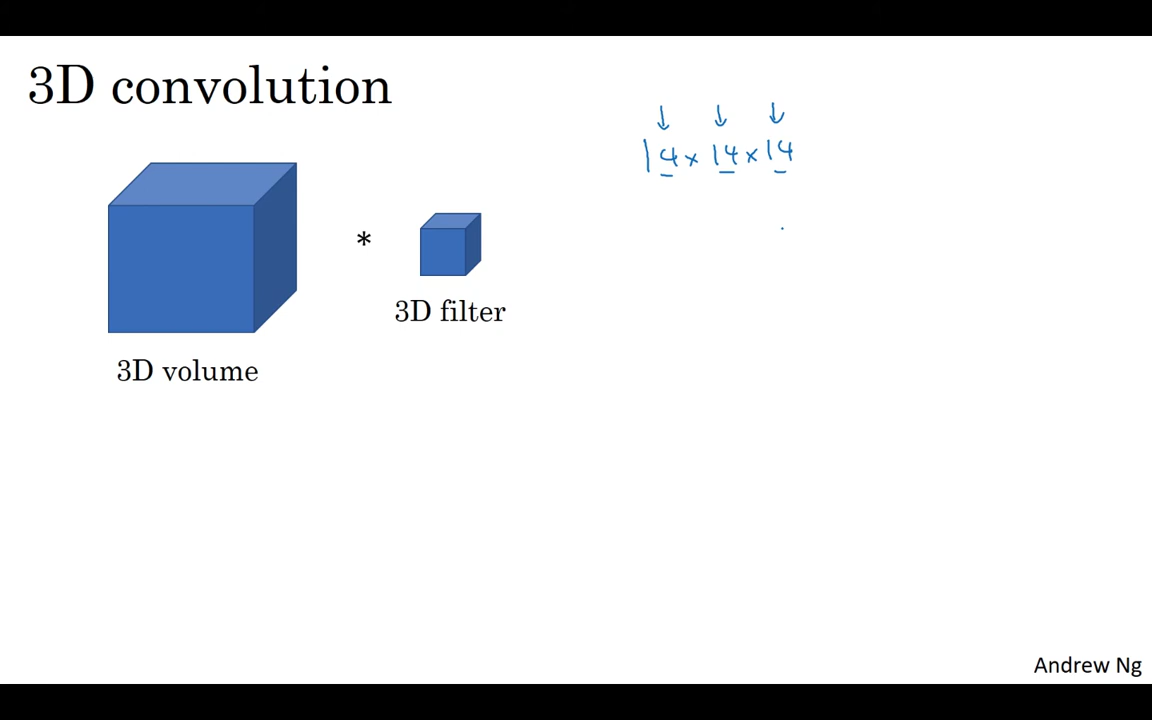 3D convolution
14 x 14 x 14
*
3D filter
3D volume
Andrew Ng